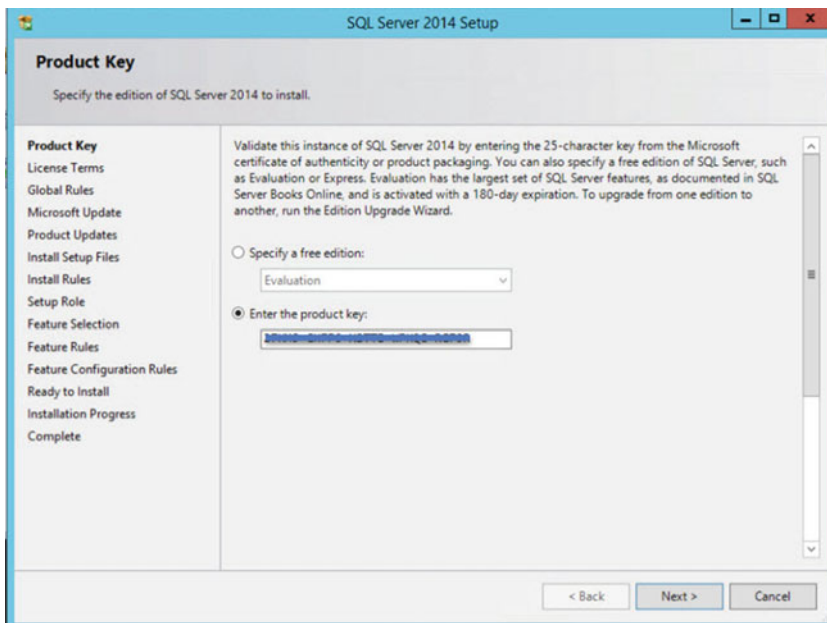 SQL Server 2014 Setup
Product Key
Specify the edition of SQL Server 2014 to install.
Product Key
License Terms
Global Rules
Microsoft Update
Product Updates
Install Setup Files
Install Rules
Setup Role
Feature Selection
Feature Rules
Feature Configuration Rules
Ready to Install
Installation Progress
Complete
Validate this instance of SQL Server 2014 by entering the 25-character key from the Microsoft
certificate of authenticity or product packaging. You can also specify a free edition of SQL Server, such
as Evaluation or Express. Evaluation has the largest set of SQL Server features, as documented in SQL
Server Books Online, and is activated with a 180-day expiration. To upgrade from one edition to
another, run the Edition Upgrade Wizard.
Specify a free edition:
Evaluation
Enter the product key:
< Back
Next >
Cancel